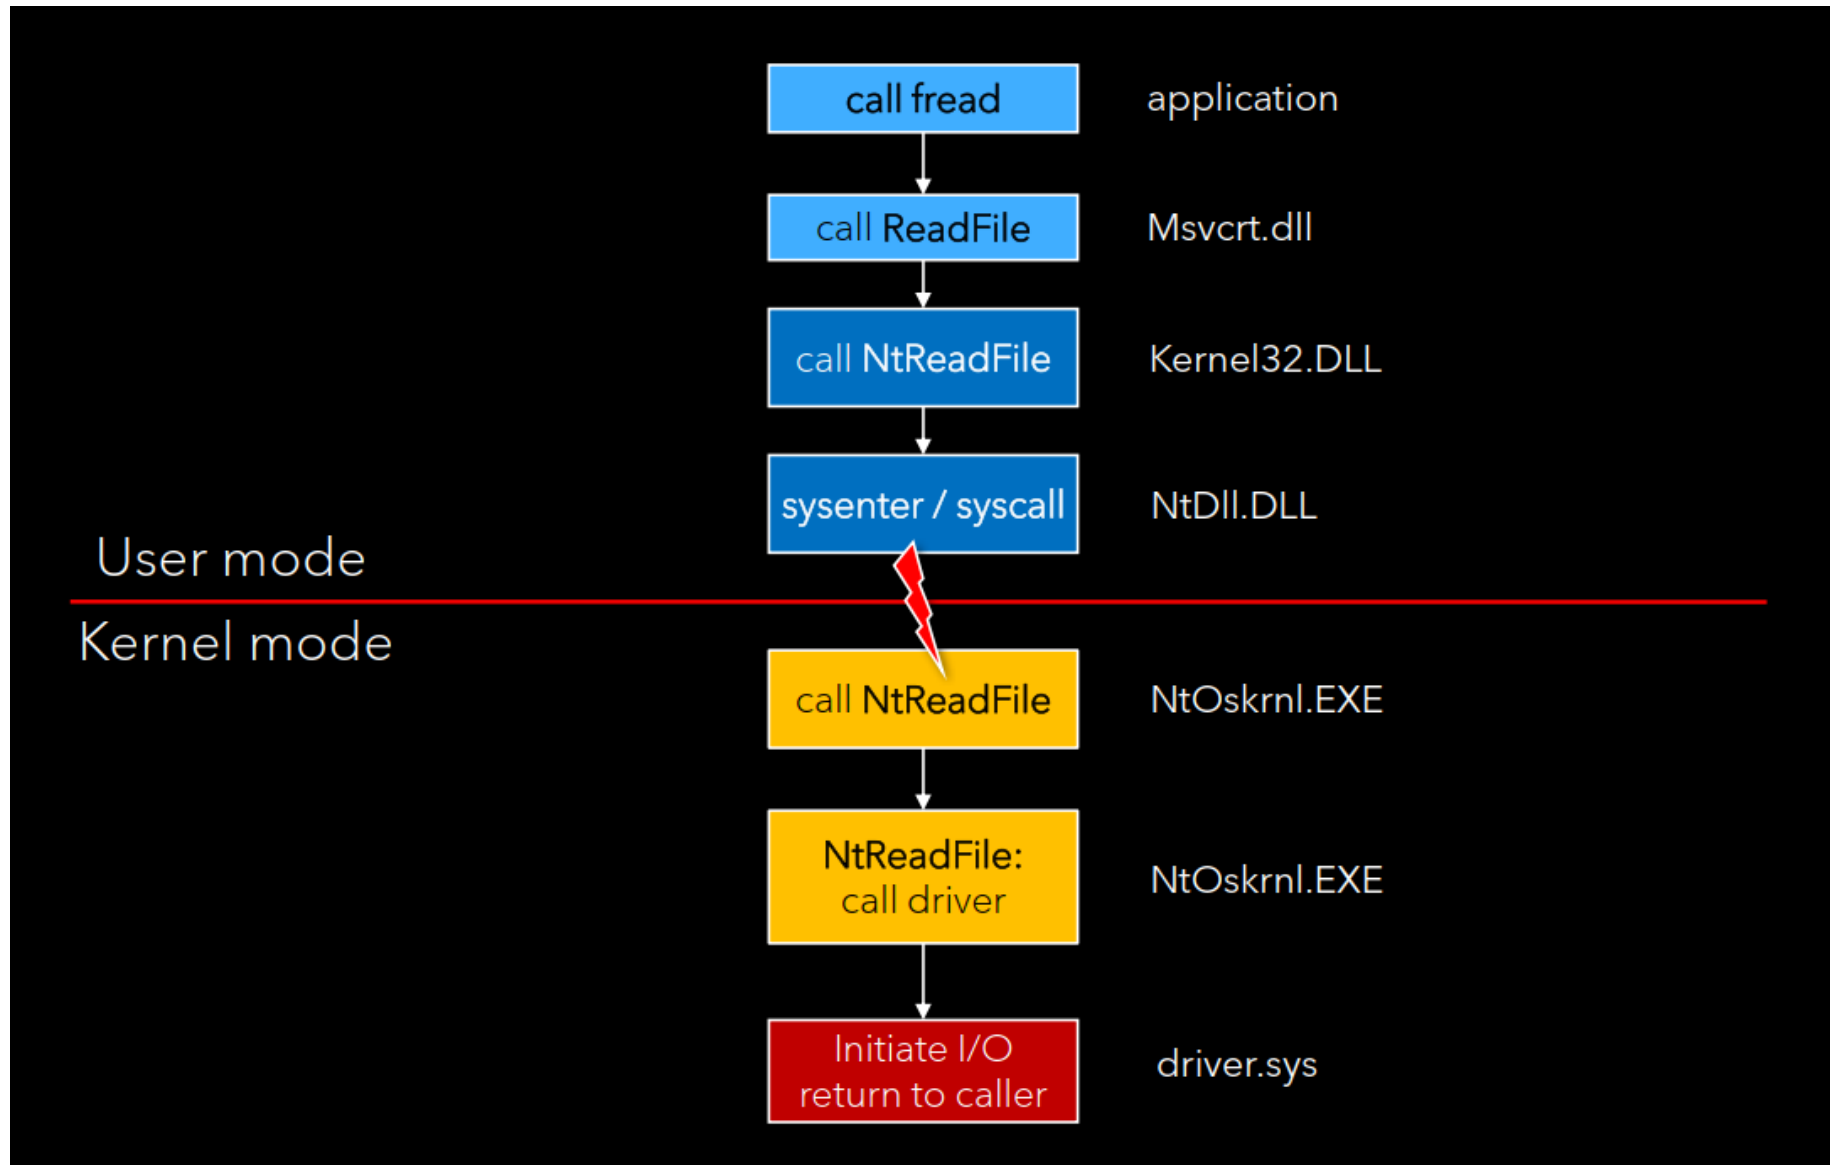 call fread
application
call ReadFile
Msvcrt.dll
call NtReadFile
Kernel32.DLL
sysenter / syscall
NtDll.DLL
User mode
Kernel mode
call NtReadFile
NtOskrnl.EXE
NtReadFile:
call driver
NtOskrnl.EXE
Initiate I/O
return to caller
driver.sys